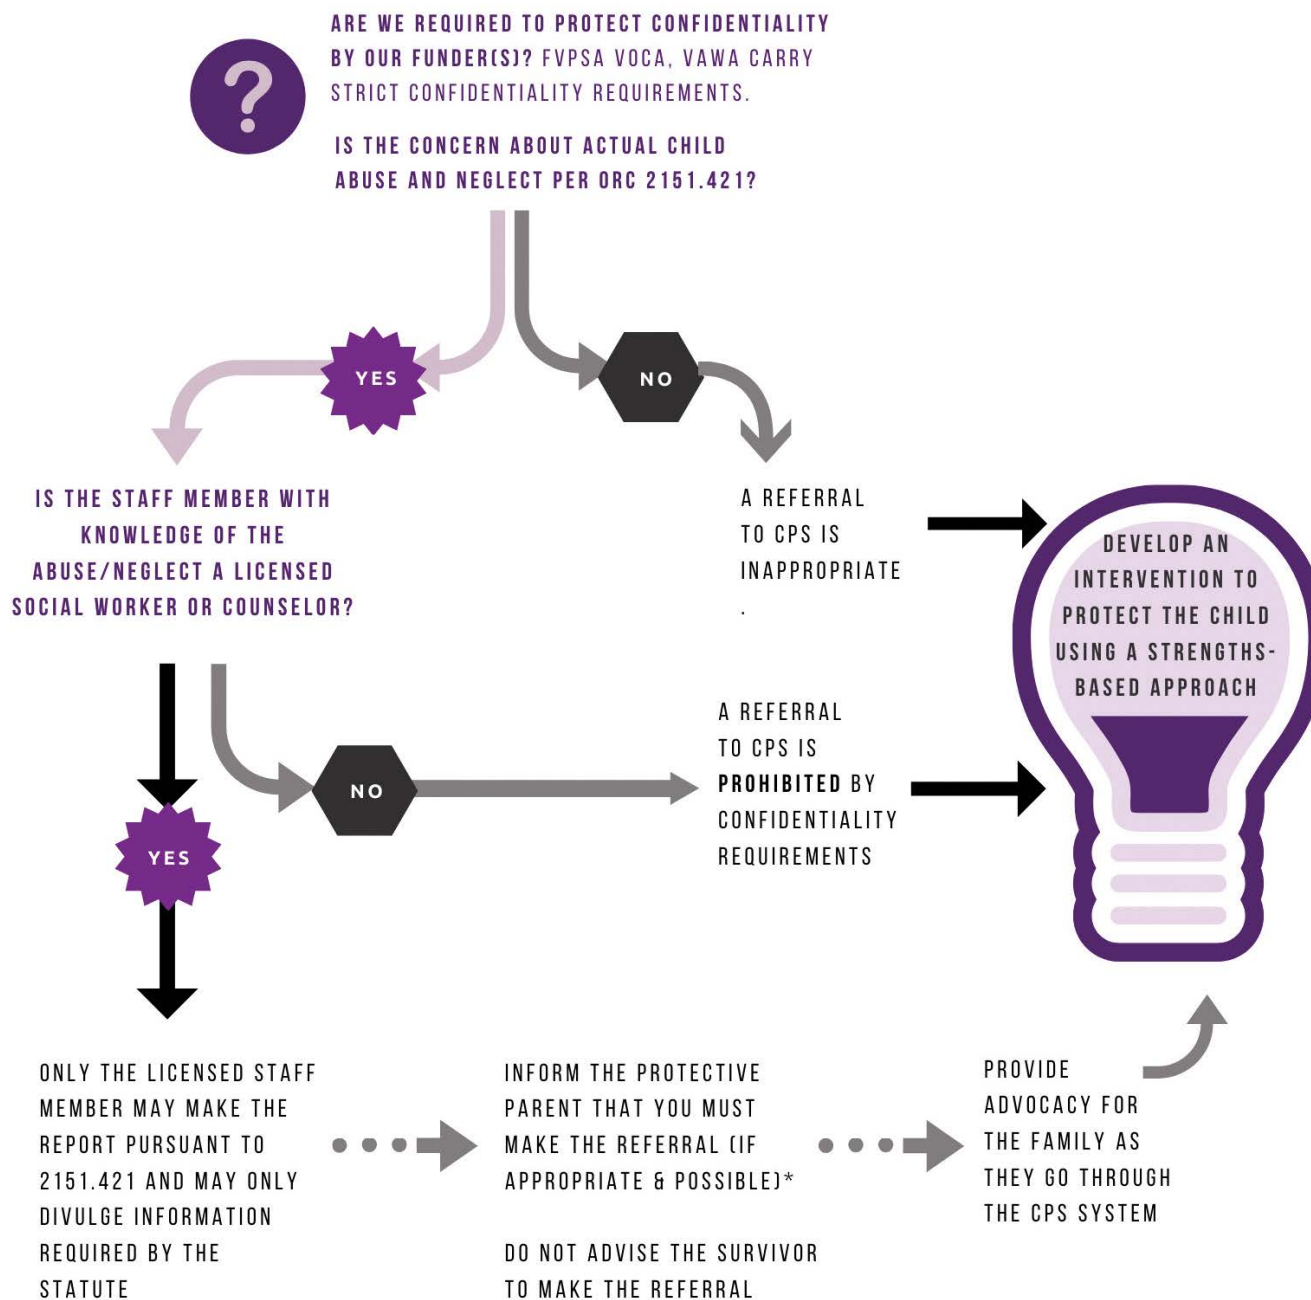 ARE WE REQUIRED TO PROTECT CONFIDENTIALITY
BY OUR FUNDER(S)? FVPSA VOCA, VAWA CARRY
STRICT CONFIDENTIALITY REQUIREMENTS.
?
IS THE CONCERN ABOUT ACTUAL CHILD
ABUSE AND NEGLECT PER ORC 2151.421?
YES
NO
IS THE STAFF MEMBER WITH
KNOWLEDGE OF THE
ABUSE/NEGLECT A LICENSED
SOCIAL WORKER OR COUNSELOR?
A REFERRAL
TO CPS IS
INAPPROPRIATE
.
DEVELOP AN
INTERVENTION TO
PROTECT THE CHILD
USING A STRENGTHS-
BASED APPROACH
NO
A REFERRAL
TO CPS IS
PROHIBITED BY
CONFIDENTIALITY
REQUIREMENTS
YES
ONLY THE LICENSED STAFF
MEMBER MAY MAKE THE
REPORT PURSUANT TO
2151.421 AND MAY ONLY
DIVULGE INFORMATION
REQUIRED BY THE
STATUTE
INFORM THE PROTECTIVE
PARENT THAT YOU MUST
MAKE THE REFERRAL (IF
APPROPRIATE & POSSIBLE)*
DO NOT ADVISE THE SURVIVOR
TO MAKE THE REFERRAL
PROVIDE
ADVOCACY FOR
THE FAMILY AS
THEY GO THROUGH
THE CPS SYSTEM